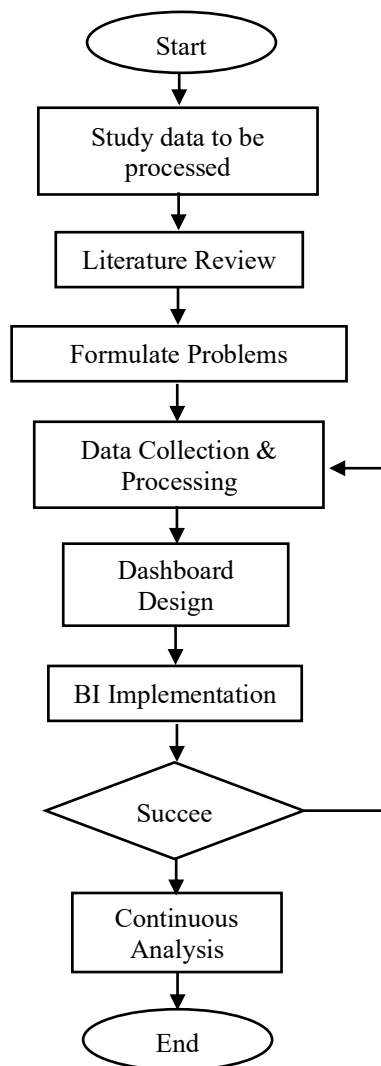 Start
Study data to be
processed
Literature Review
Formulate Problems
Data Collection &
Processing
Dashboard
Design
BI Implementation
Succee
Continuous
Analysis
End